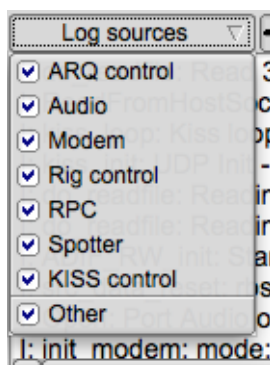 Log sources
ARQ control
Audio
Modem
Rig control
RPC
Spotter
KISS control
Other
I: init_modem: mode: